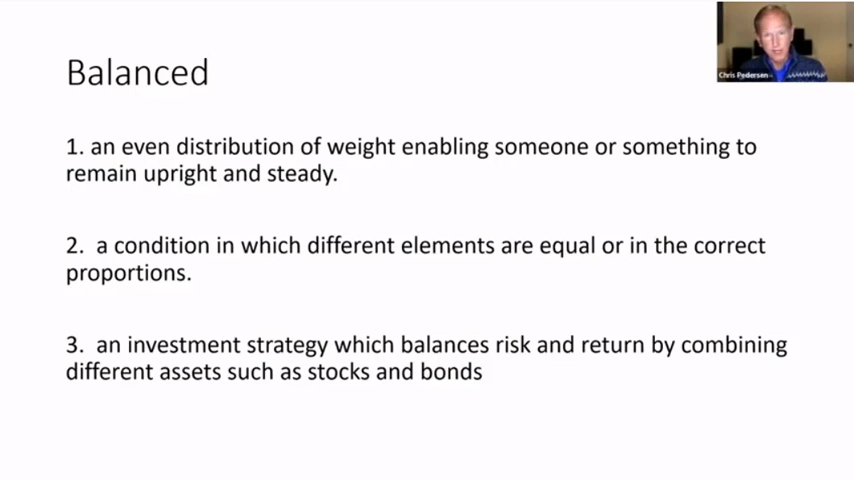 Balanced
Chris Pedersen
1. an even distribution of weight enabling someone or something to
remain upright and steady.
2. a condition in which different elements are equal or in the correct
proportions.
3. an investment strategy which balances risk and return by combining
different assets such as stocks and bonds